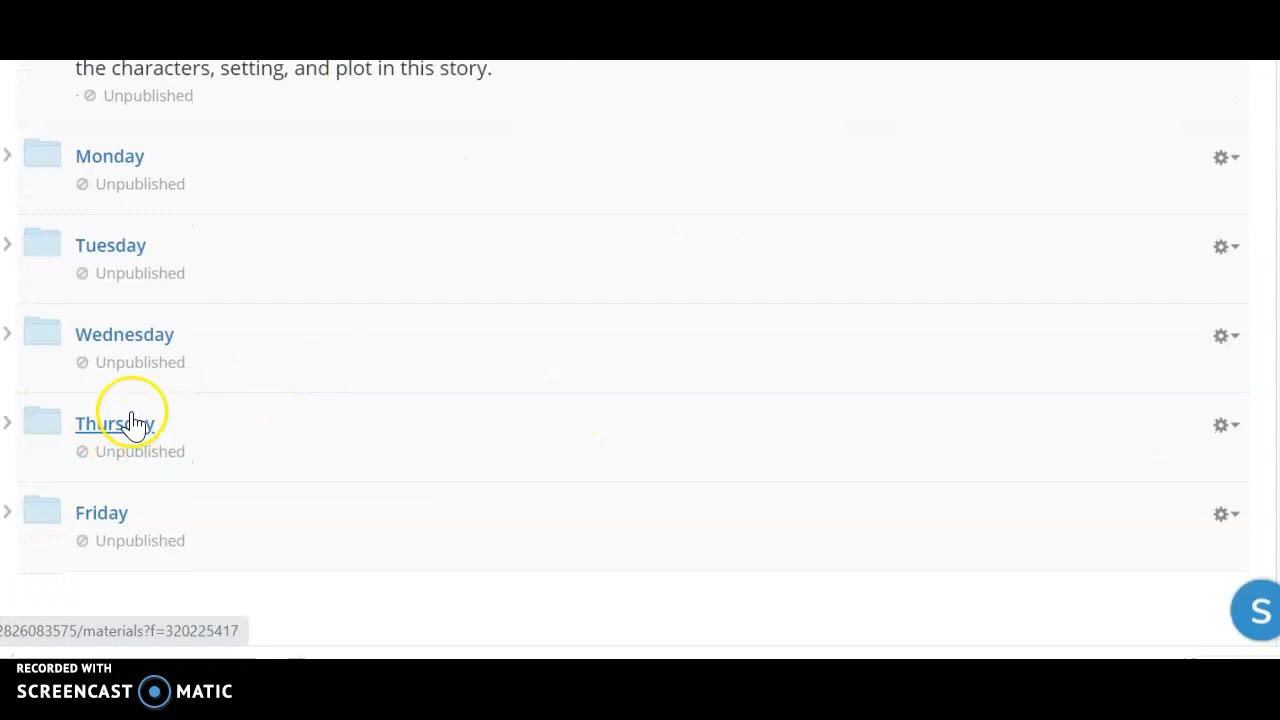 the characters, setting, and plot in this story.
· Unpublished
Monday
Unpublished
Tuesday
Unpublished
Wednesday
Unpublished
Thursday
Unpublished
Friday
Unpublished
S
2826083575/materials?f=320225417
RECORDED WITH
SCREENCAST MATIC